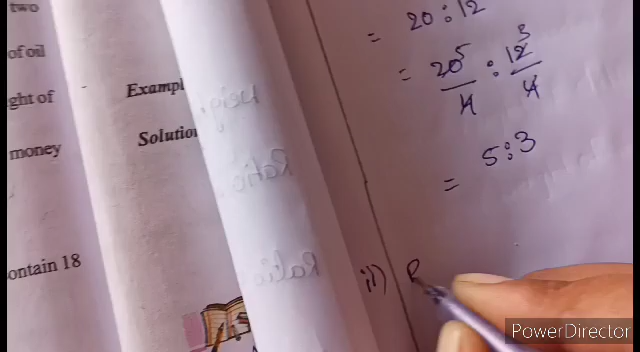 two
of oil
ght of
money
ontain 18
Exampl
Solution
= 20 : 12
= 20/4 5 : 12/4 3
= 5 : 3
ii) R
PowerDirector